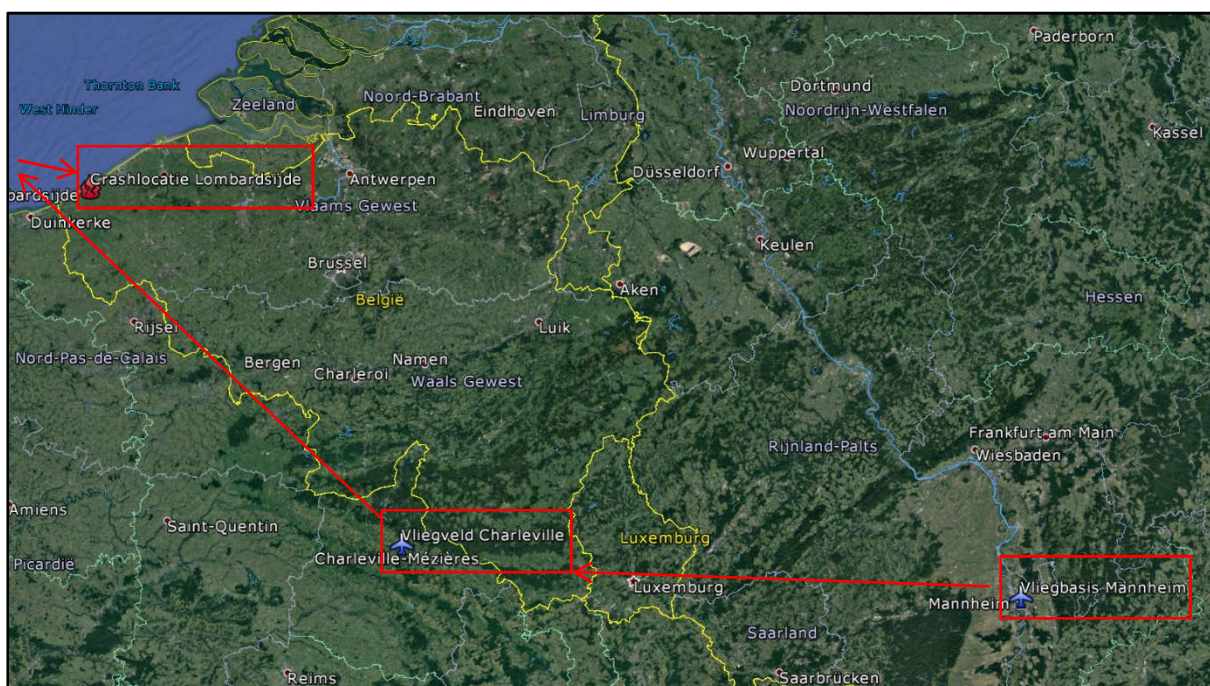 Paderborn
Thornton Bank
Dortmund
West Hinder
Zeeland
Noord-Brabant
Eindhoven
Limburg
Noordrijn-Westfalen
Kassel
Wuppertal
Düsseldorf
Crashlocatie Lombardsijde
Antwerpen
bardsijde
Vlaams Gewest
Duinkerke
Keulen
Brussel
Aken
België
Hessen
Rijsel
Luik
Nord-Pas-de-Calais
Bergen
Namen
Charleroi
Waals Gewest
Frankfurt am Main
Rijnland-Palts
Wiesbaden
Amiens
Saint-Quentin
Vliegveld Charleville
Luxemburg
Picardië
Charleville-Mézières
Luxemburg
Vliegbasis Mannheim
Mannheim
Saarland
Reims
Saarbrücken